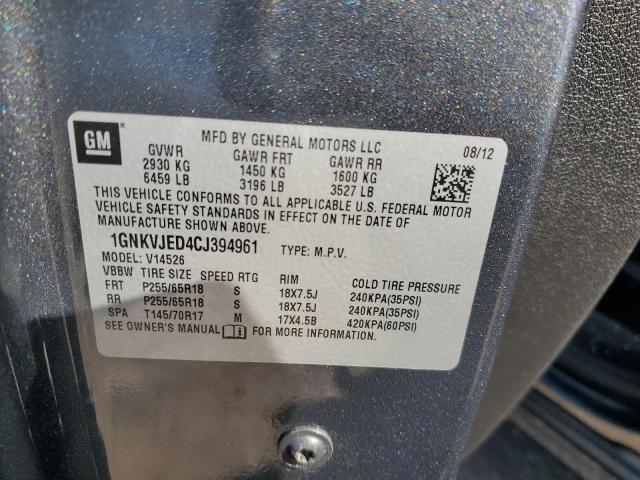 GM
MFD BY GENERAL MOTORS LLC
08/12
GVWR GAWR FRT GAWR RR
2930 KG 1450 KG 1600 KG
6459 LB 3196 LB 3527 LB
THIS VEHICLE CONFORMS TO ALL APPLICABLE U.S. FEDERAL MOTOR
VEHICLE SAFETY STANDARDS IN EFFECT ON THE DATE OF
MANUFACTURE SHOWN ABOVE.
1GNKVJED4CJ394961 TYPE: M.P.V.
MODEL: V14526
VBBW TIRE SIZE SPEED RTG RIM COLD TIRE PRESSURE
FRT P255/65R18 S 18X7.5J 240KPA(35PSI)
RR P255/65R18 S 18X7.5J 240KPA(35PSI)
SPA T145/70R17 M 17X4.5B 420KPA(60PSI)
SEE OWNER'S MANUAL FOR MORE INFORMATION.